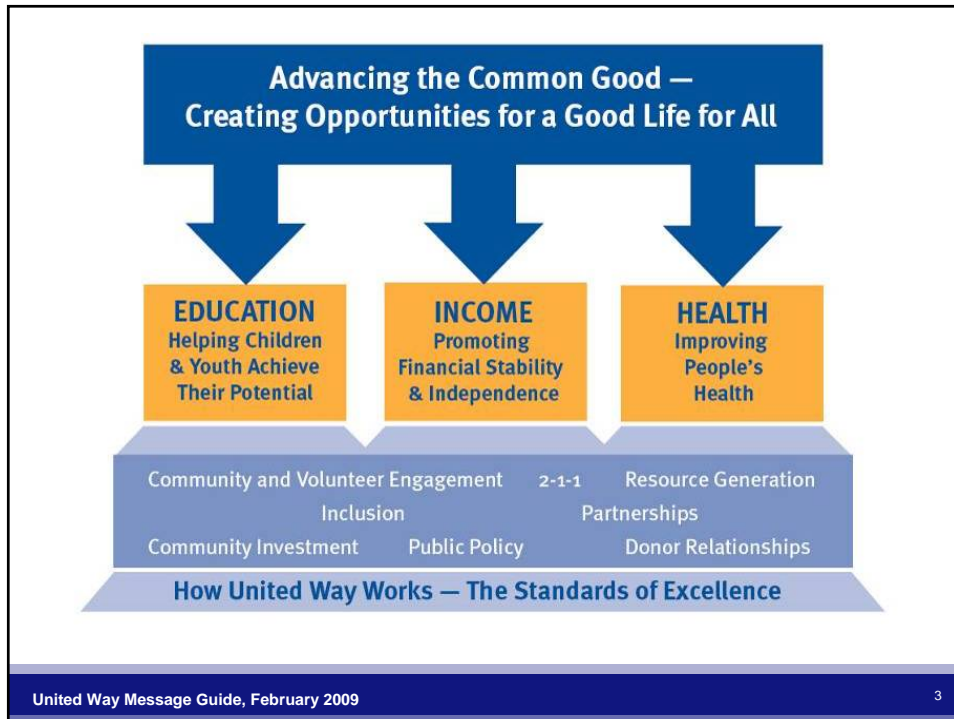 Advancing the Common Good —
Creating Opportunities for a Good Life for All
EDUCATION
Helping Children
& Youth Achieve
Their Potential
INCOME
Promoting
Financial Stability
& Independence
HEALTH
Improving
People's
Health
Community and Volunteer Engagement 2-1-1 Resource Generation
Inclusion Partnerships
Community Investment Public Policy Donor Relationships
How United Way Works — The Standards of Excellence
United Way Message Guide, February 2009 3